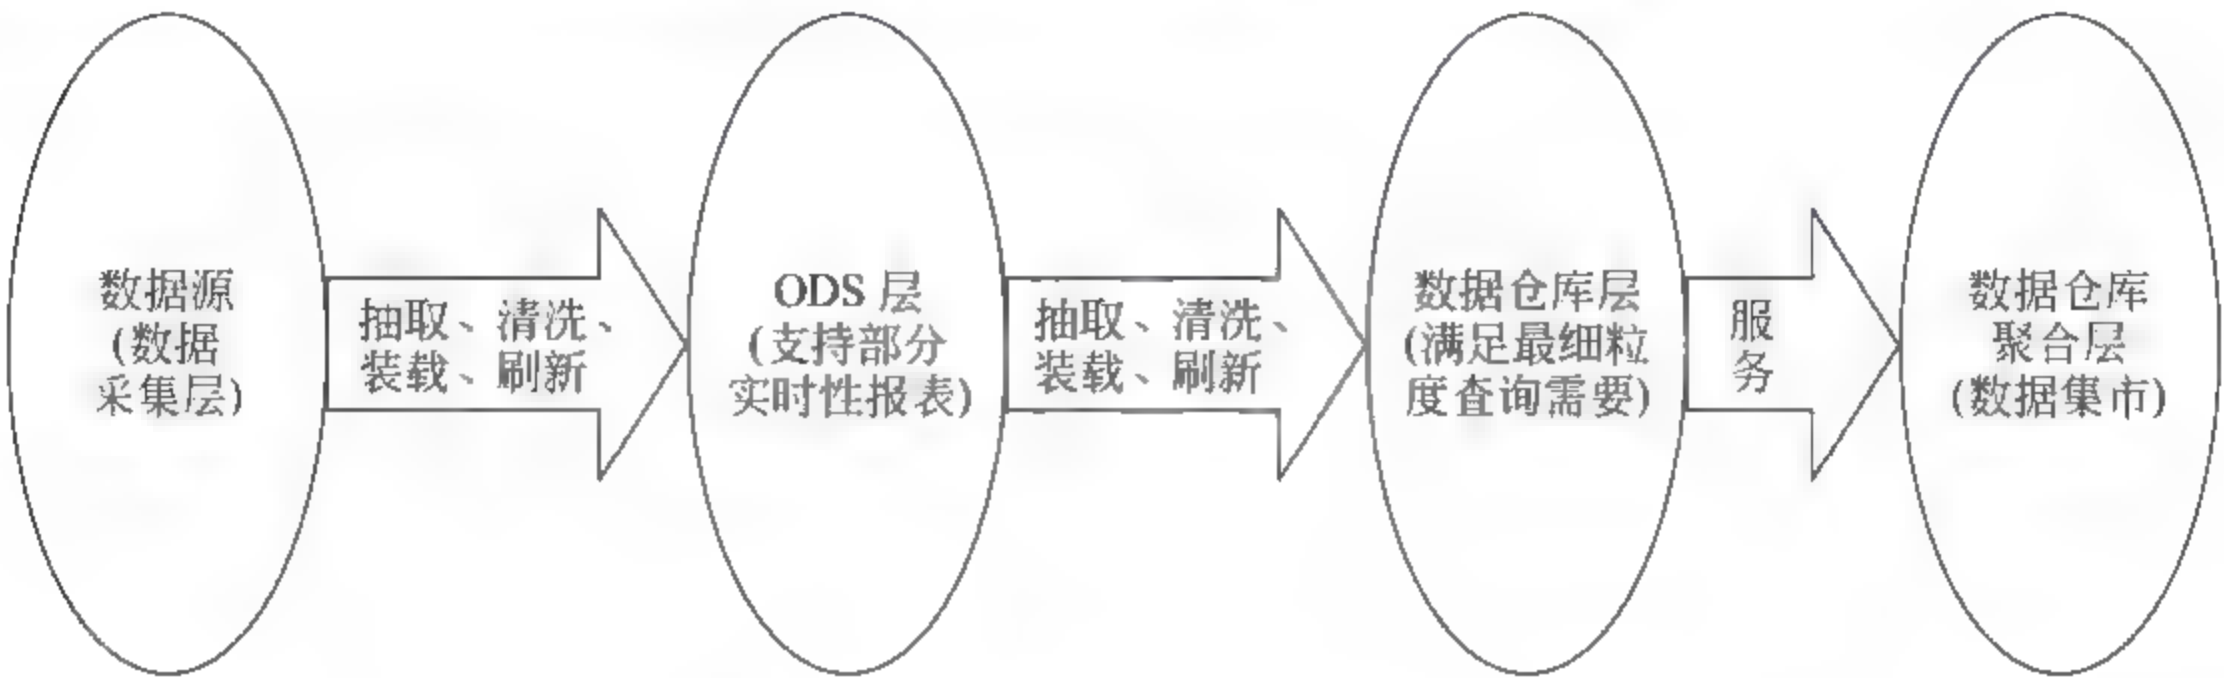 数据源
(数据
采集层)
抽取、清洗、
装载、刷新
ODS 层
(支持部分
实时性报表)
抽取、清洗、
装载、刷新
数据仓库层
(满足最细粒
度查询需要)
服
务
数据仓库
聚合层
(数据集市)